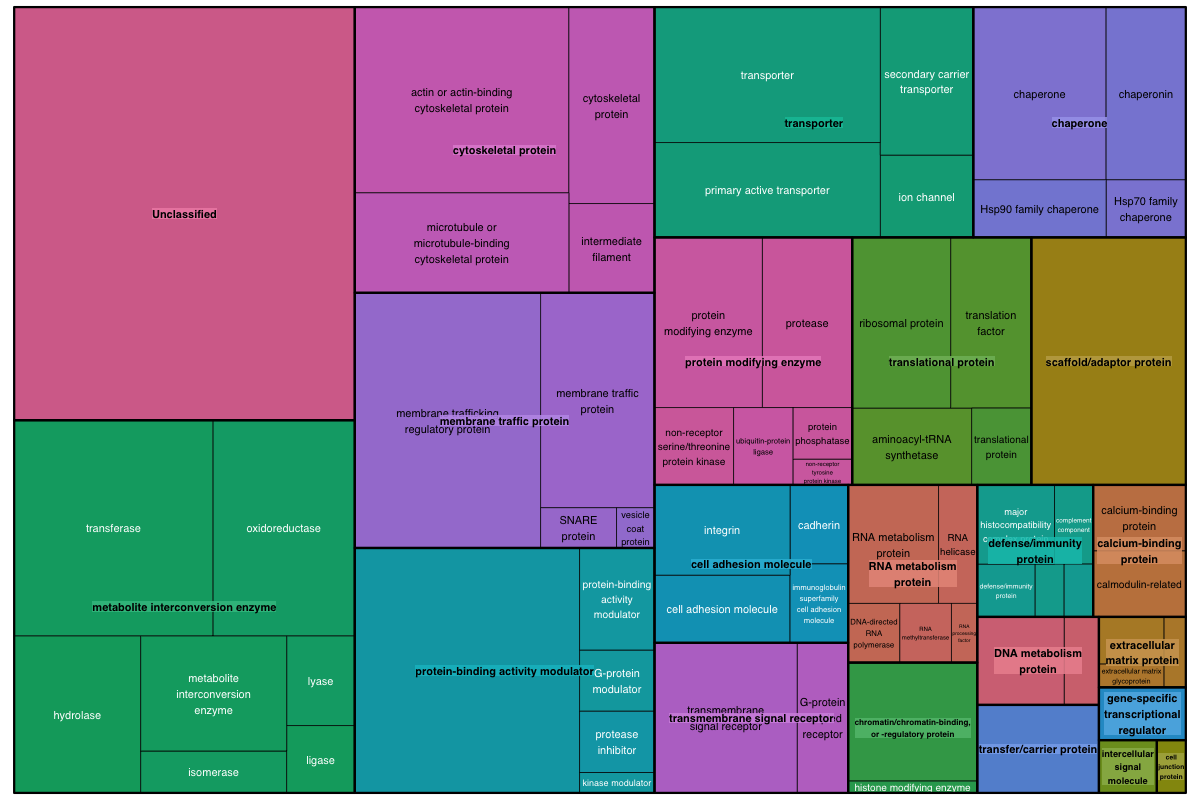 Unclassified
transferase
oxidoreductase
metabolite interconversion enzyme
hydrolase
metabolite
interconversion
enzyme
isomerase
lyase
ligase
actin or actin-binding
cytoskeletal protein
cytoskeletal
protein
cytoskeletal protein
microtubule or
microtubule-binding
cytoskeletal protein
intermediate
filament
membrane trafficking
regulatory protein
membrane traffic
protein
membrane traffic protein
SNARE
protein
vesicle
coat
protein
protein-binding
activity
modulator
protein-binding activity modulator
G-protein
modulator
protease
inhibitor
kinase modulator
transporter
secondary carrier
transporter
transporter
primary active transporter
ion channel
chaperone
chaperonin
chaperone
Hsp90 family chaperone
Hsp70 family
chaperone
protein
modifying enzyme
protease
protein modifying enzyme
non-receptor
serine/threonine
protein kinase
ubiquitin-protein
ligase
protein
phosphatase
non-receptor
tyrosine
protein kinase
ribosomal protein
translation
factor
translational protein
aminoacyl-tRNA
synthetase
translational
protein
scaffold/adaptor protein
integrin
cadherin
cell adhesion molecule
cell adhesion molecule
immunoglobulin
superfamily
cell adhesion
molecule
transmembrane
signal receptor
G-protein
receptor
transmembrane signal receptor
RNA metabolism
protein
RNA
helicase
RNA metabolism
protein
DNA-directed
RNA
polymerase
RNA
methyltransferase
RNA
processing
factor
chromatin/chromatin-binding,
or -regulatory protein
histone modifying enzyme
major
histocompatibility
complement
component
defense/immunity
protein
defense/immunity
protein
calcium-binding
protein
calcium-binding
protein
calmodulin-related
DNA metabolism
protein
extracellular
matrix protein
extracellular matrix
glycoprotein
transfer/carrier protein
gene-specific
transcriptional
regulator
intercellular
signal
molecule
cell
junction
protein